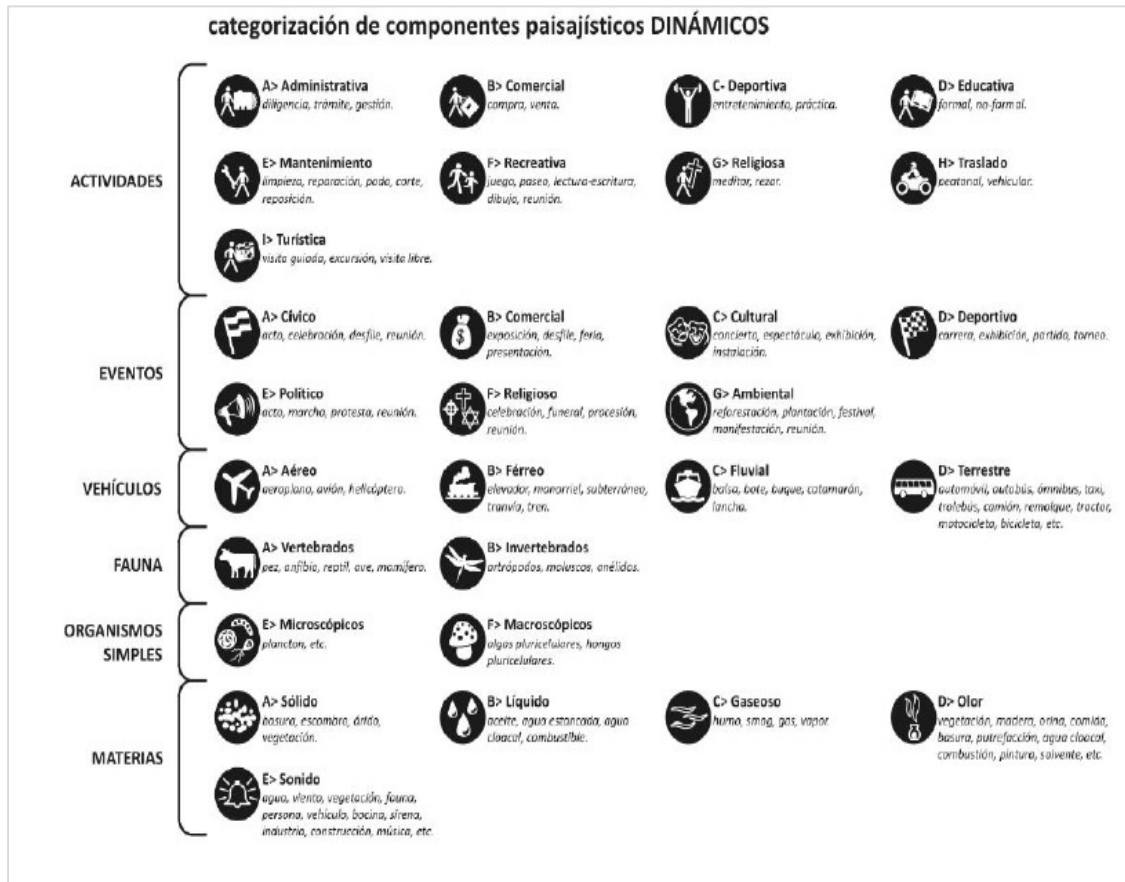 categorización de componentes paisajísticos DINÁMICOS
ACTIVIDADES
A> Administrativa
diligencia, trámite, gestión.
B> Comercial
compra, venta.
C- Deportiva
entretenimiento, práctica.
D> Educativa
formal, no-formal.
E> Mantenimiento
limpieza, reparación, poda, corte,
reposición.
F> Recreativa
juego, paseo, lectura-escritura,
dibujo, reunión.
G> Religiosa
meditar, rezar.
H> Traslado
peatonal, vehicular.
I> Turística
visita guiada, excursión, visita libre.
EVENTOS
A> Cívico
acto, celebración, desfile, reunión.
B> Comercial
exposición, desfile, feria,
presentación.
C> Cultural
concierto, espectáculo, exhibición,
instalación.
D> Deportivo
carrera, exhibición, partido, torneo.
E> Político
acto, marcha, protesta, reunión.
F> Religioso
celebración, funeral, procesión,
reunión.
G> Ambiental
reforestación, plantación, festival,
manifestación, reunión.
VEHÍCULOS
A> Aéreo
aeroplano, avión, helicóptero.
B> Férreo
elevador, monorriel, subterráneo,
tranvía, tren.
C> Fluvial
balsa, bote, buque, catamarán,
lancha.
D> Terrestre
automóvil, autobús, ómnibus, taxi,
trolebús, camión, remolque, tractor,
motocicleta, bicicleta, etc.
FAUNA
A> Vertebrados
pez, anfibio, reptil, ave, mamífero.
B> Invertebrados
artrópodos, moluscos, anélidos.
ORGANISMOS
SIMPLES
E> Microscópicos
plancton, etc.
F> Macroscópicos
algas pluricelulares, hongos
pluricelulares.
MATERIAS
A> Sólido
basura, escombro, árido,
vegetación.
B> Líquido
aceite, agua estancada, agua
cloacal, combustible.
C> Gaseoso
humo, smog, gas, vapor.
D> Olor
vegetación, madera, orina, comida,
basura, putrefacción, agua cloacal,
combustión, pintura, solvente, etc.
E> Sonido
agua, viento, vegetación, fauna,
persona, vehículo, bocina, sirena,
industria, construcción, música, etc.